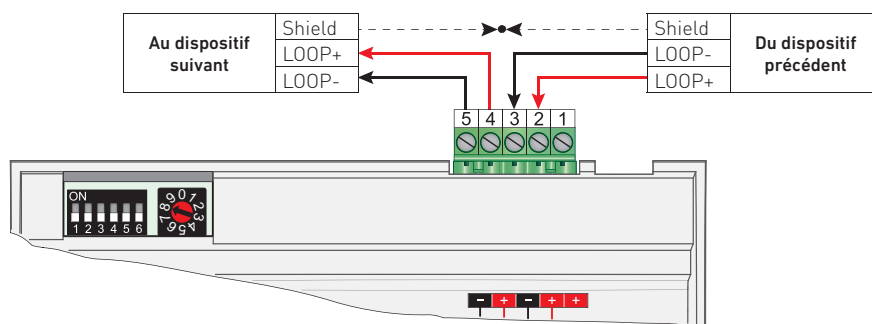 Au dispositif
suivant
Shield
LOOP+
LOOP-
Shield
LOOP-
LOOP+
Du dispositif
précédent
5 4 3 2 1
ON
1 2 3 4 5 6
0 1 2 3 4 5 6 7 8 9
- + - + +